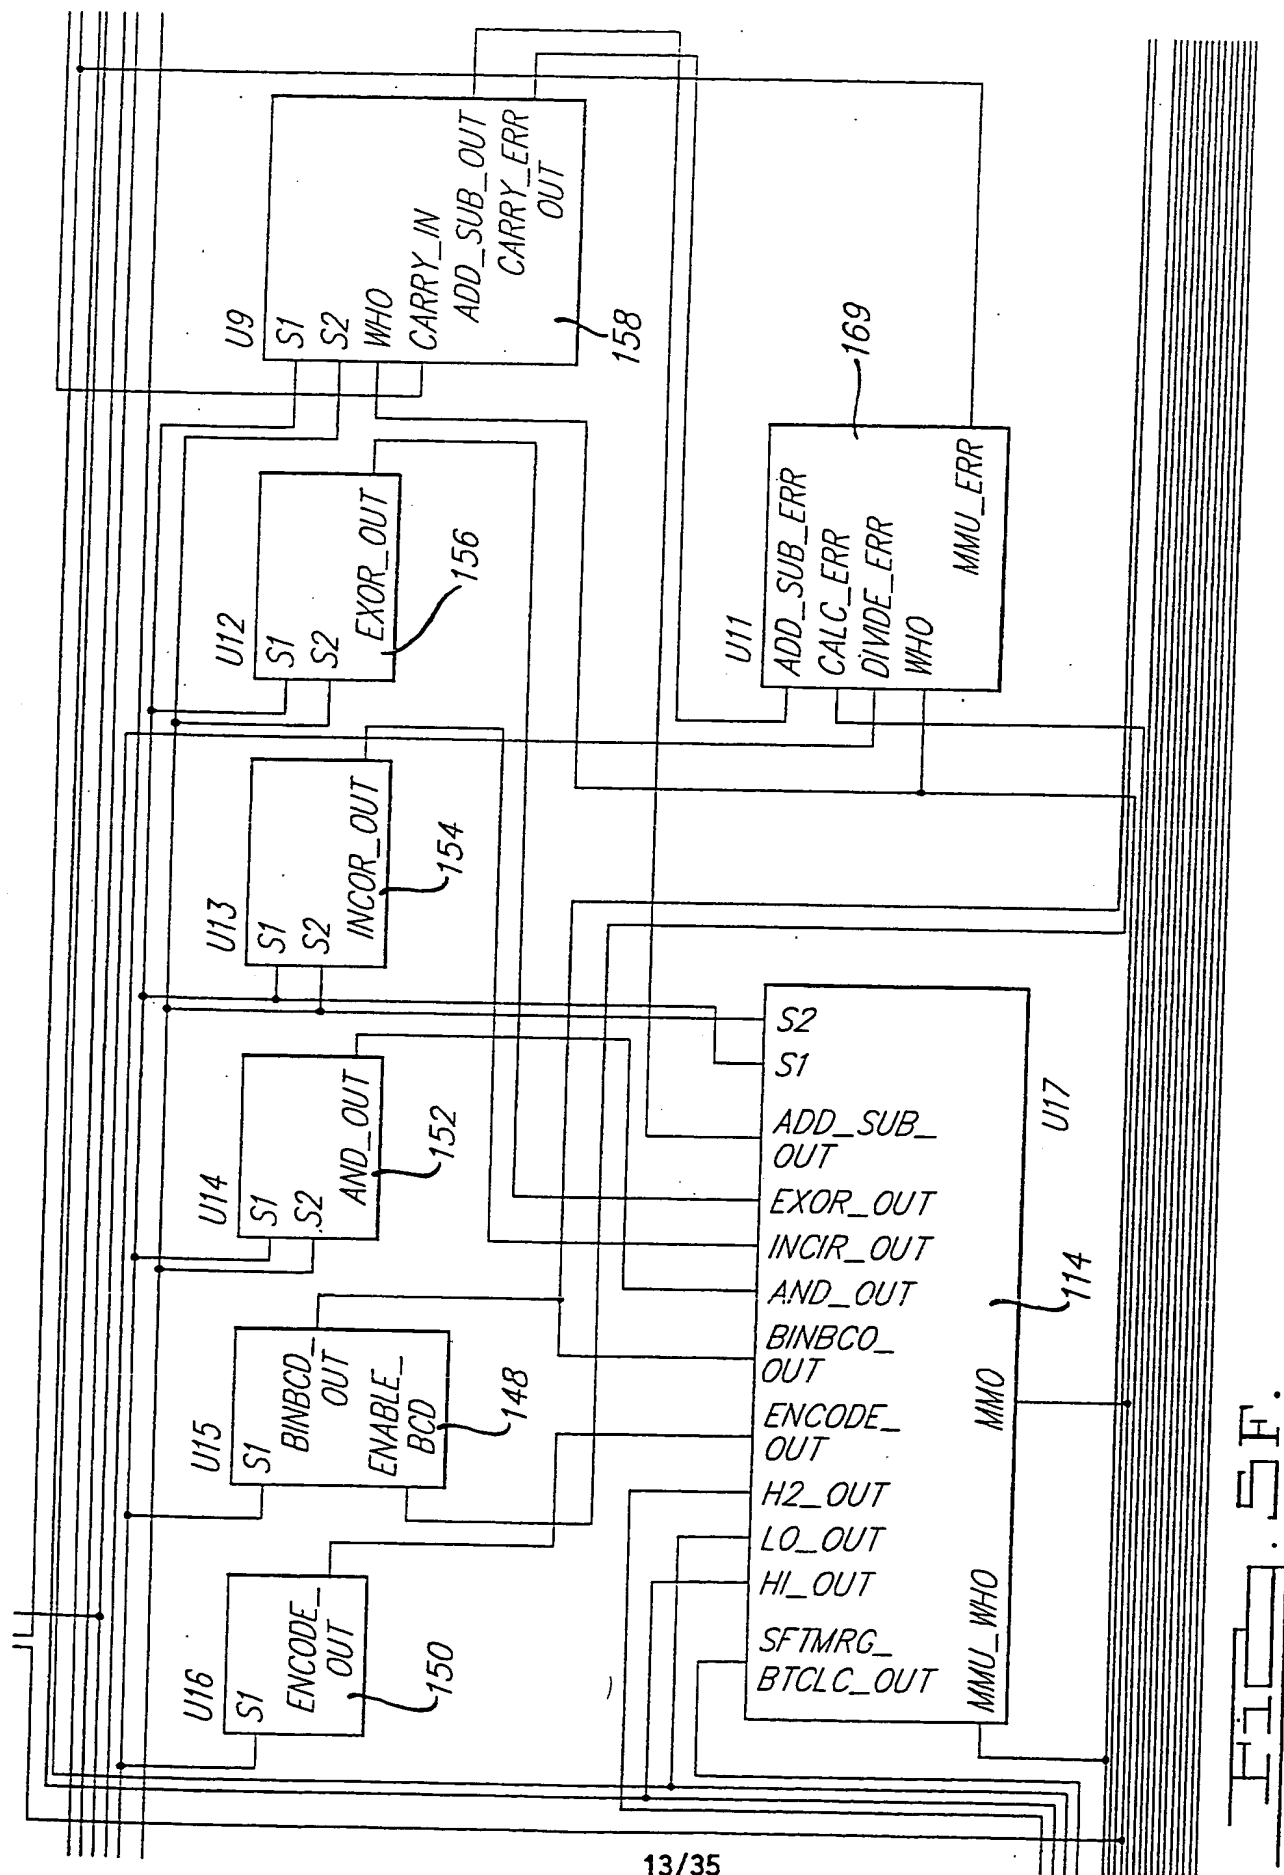 U16
S1
ENCODE_
OUT
150
U15
S1
BINBCD_
OUT
ENABLE_
BCD
148
U14
S1
S2
AND_OUT
152
U13
S1
S2
INCOR_OUT
154
U12
S1
S2
EXOR_OUT
156
U9
S1
S2
WHO
CARRY_IN
ADD_SUB_OUT
CARRY_ERR
OUT
158
U11
ADD_SUB_ERR
CALC_ERR
DIVIDE_ERR
WHO
MMU_ERR
169
S2
S1
ADD_SUB_
OUT
EXOR_OUT
INCIR_OUT
AND_OUT
BINBCO_
OUT
ENCODE_
OUT
H2_OUT
LO_OUT
HI_OUT
SFTMRG_
BTCLC_OUT
MMU_WHO
MMO
U17
114
Fig. 5F.
13/35